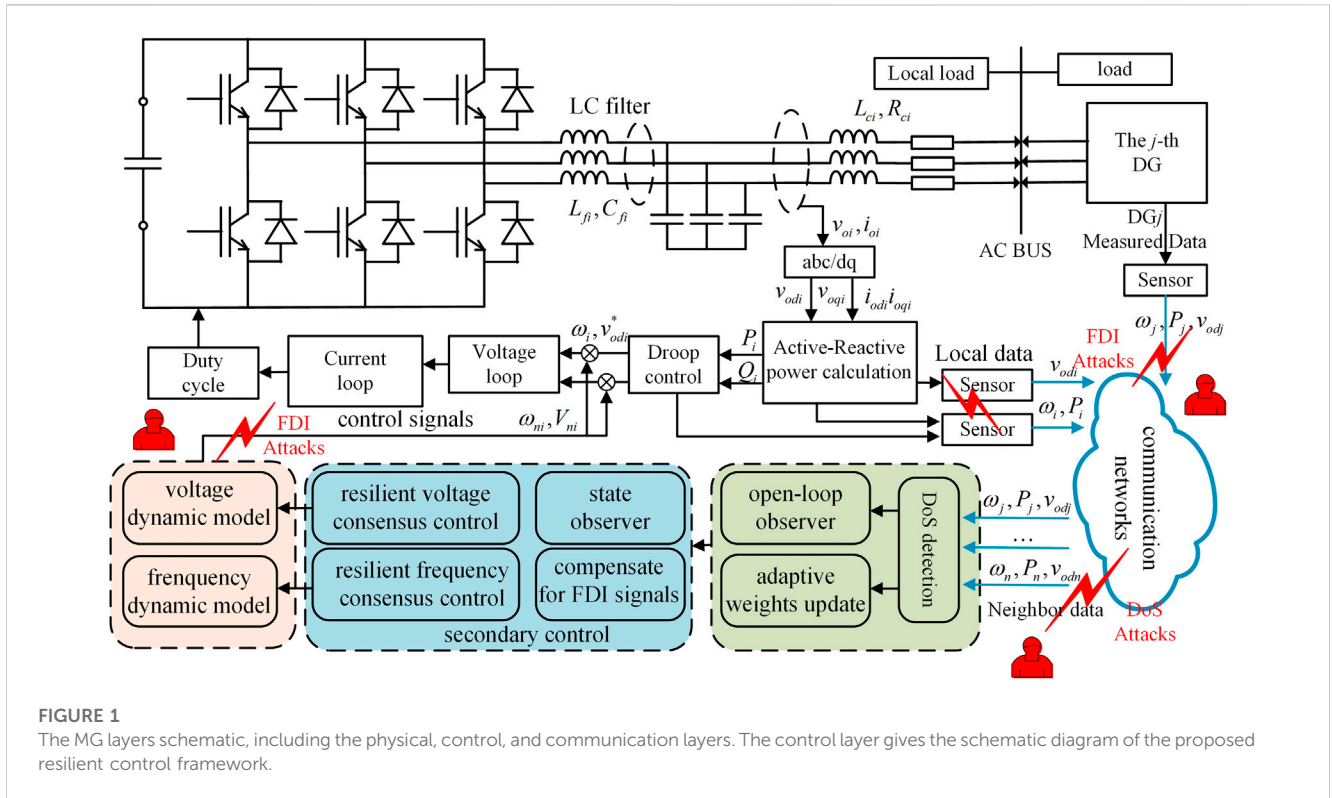 Local load
load
LC filter
L_ci, R_ci
The j-th
DG
L_fi, C_fi
v_oi, i_oi
AC BUS
DGj
Measured Data
abc/dq
Sensor
v_odi
v_oqi
i_odi i_oqi
ω_j, P_j, v_odj
FDI
Attacks
Duty
cycle
Current
loop
Voltage
loop
ω_i, v*_odi
Droop
control
P_i
Q_i
Active-Reactive
power calculation
Local data
Sensor
v_odi
Sensor
ω_i, P_i
control signals
FDI
Attacks
ω_ni, V_ni
communication
networks
voltage
dynamic model
frenquency
dynamic model
resilient voltage
consensus control
resilient frequency
consensus control
state
observer
compensate
for FDI signals
secondary control
open-loop
observer
adaptive
weights update
DoS detection
ω_j, P_j, v_odj
...
ω_n, P_n, v_odn
Neighbor data
DoS
Attacks
FIGURE 1
The MG layers schematic, including the physical, control, and communication layers. The control layer gives the schematic diagram of the proposed
resilient control framework.